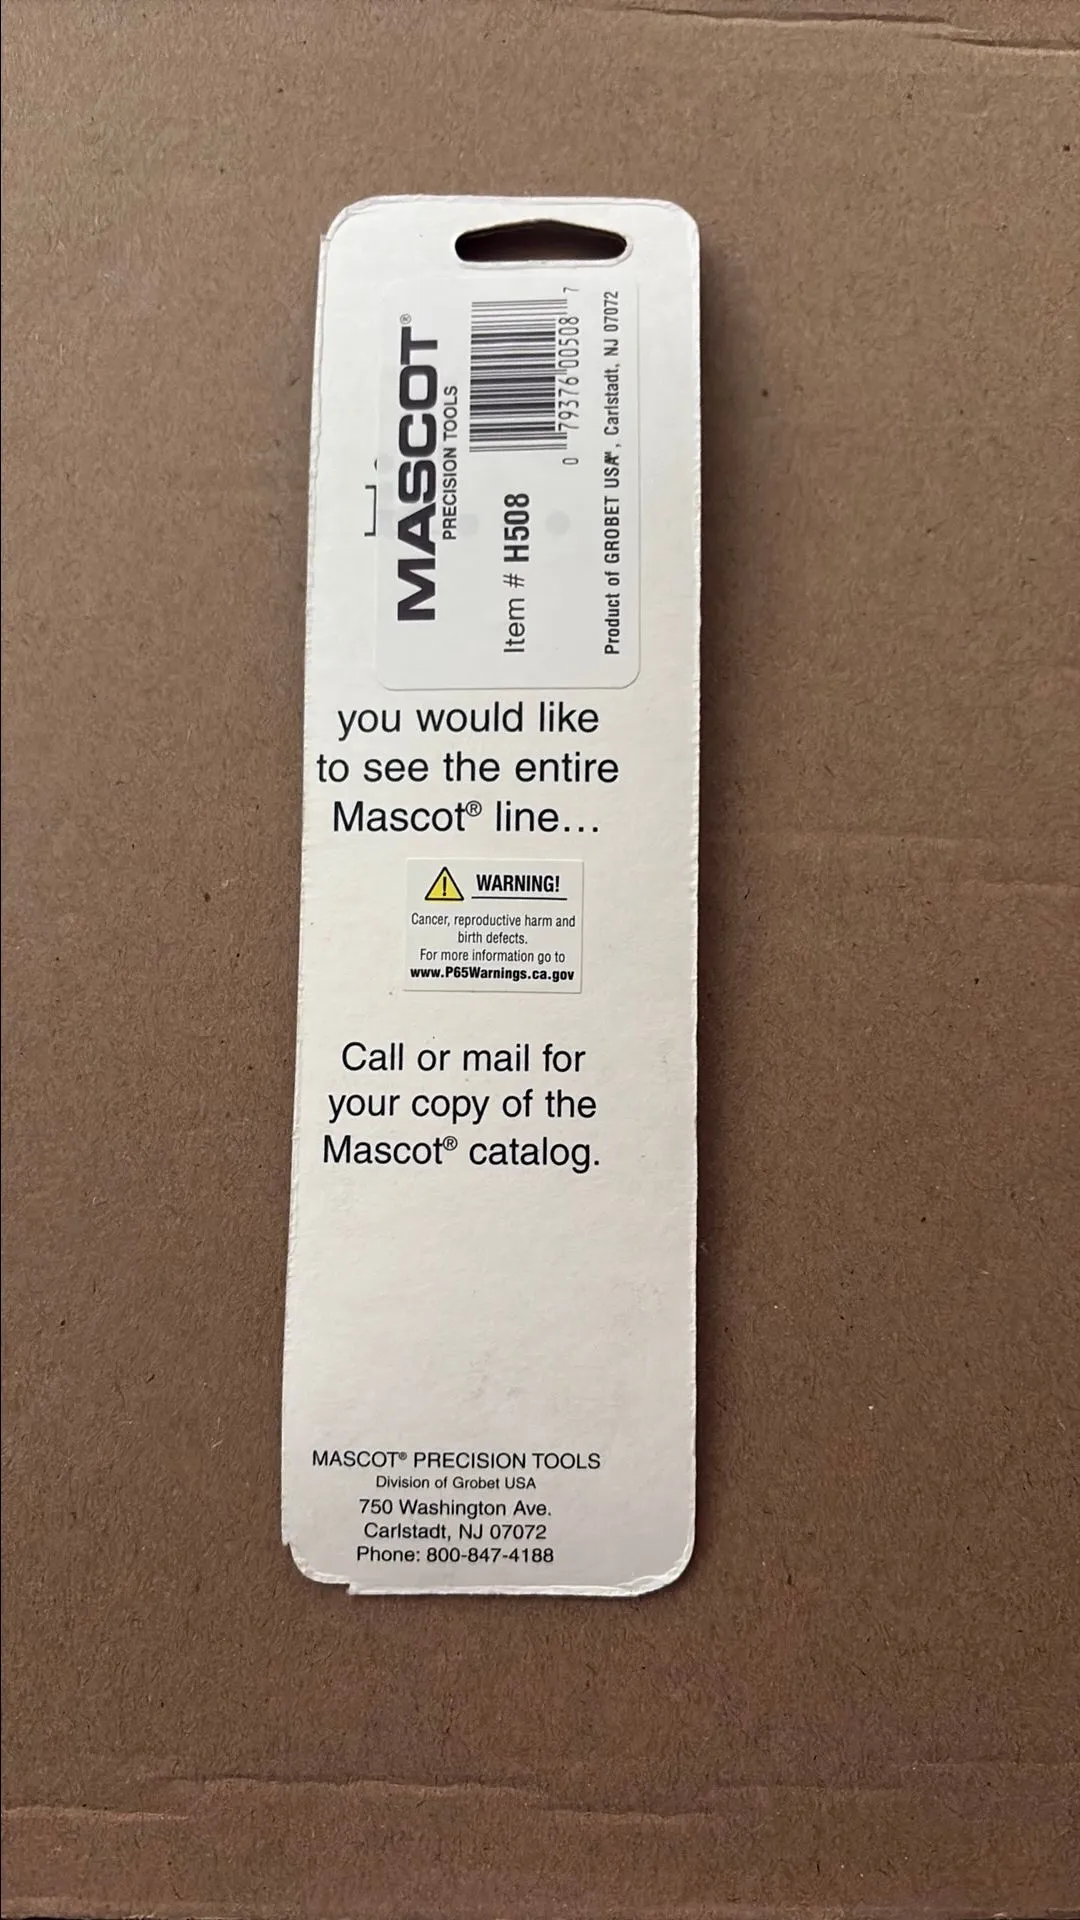 MASCOT®
PRECISION TOOLS
Item # H508
0 79376 00508 7
Product of GROBET USA℠, Carlstadt, NJ 07072
you would like
to see the entire
Mascot® line...
WARNING!
Cancer, reproductive harm and
birth defects.
For more information go to
www.P65Warnings.ca.gov
Call or mail for
your copy of the
Mascot® catalog.
MASCOT® PRECISION TOOLS
Division of Grobet USA
750 Washington Ave.
Carlstadt, NJ 07072
Phone: 800-847-4188